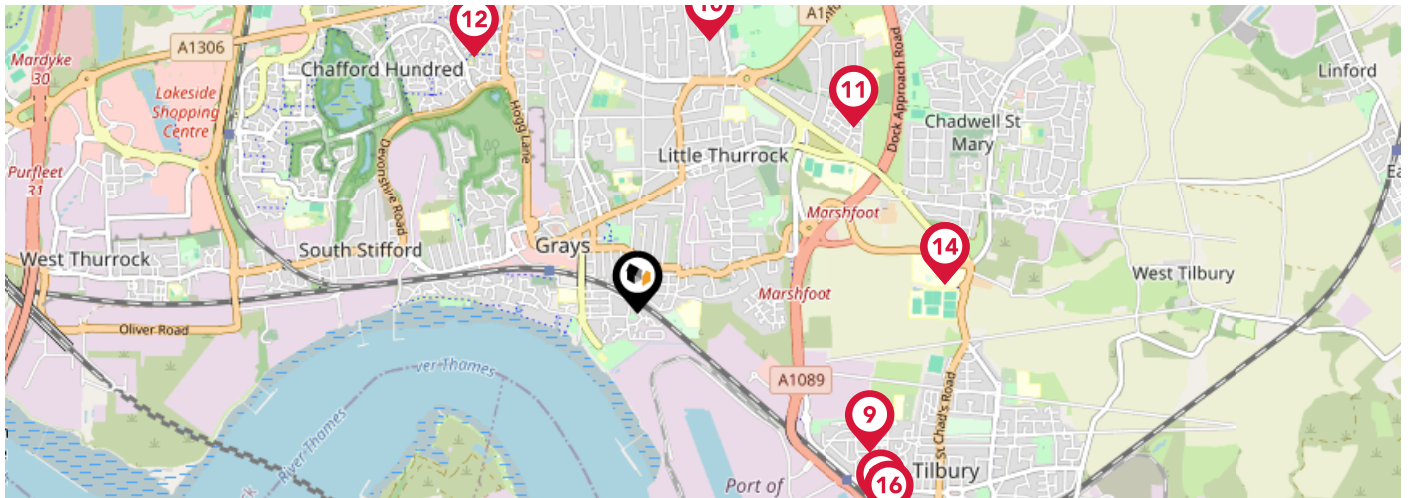 12
10
A1306
Mardyke
30
Chafford Hundred
Linford
Lakeside
Shopping
Centre
11
Dock Approach Road
Hogg Lane
Chadwell St
Mary
Little Thurrock
Purfleet
31
Devonshire Road
Marshfoot
Grays
South Stifford
14
West Thurrock
West Tilbury
Marshfoot
Oliver Road
A1089
River Thames
St Chad's Road
9
Tilbury
16
Port of